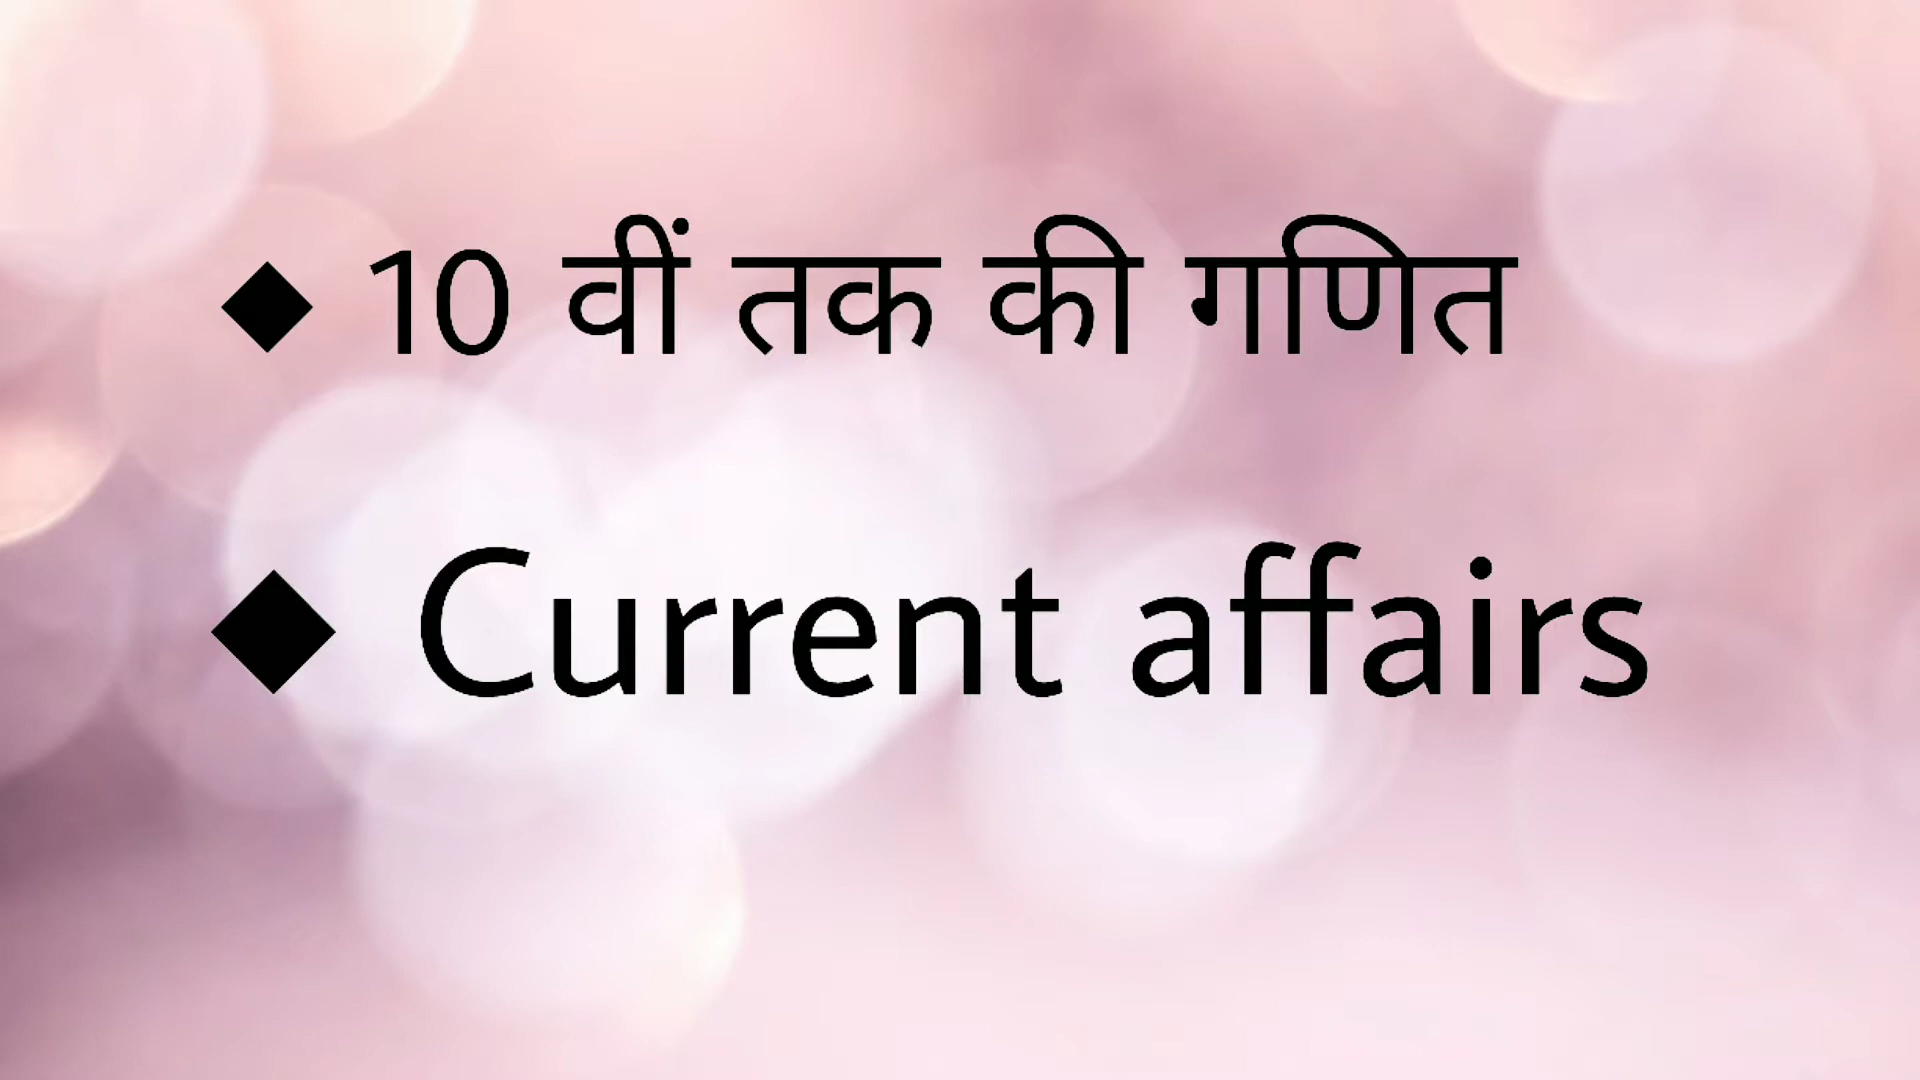 ◆ 10 वीं तक की गणित
◆ Current affairs